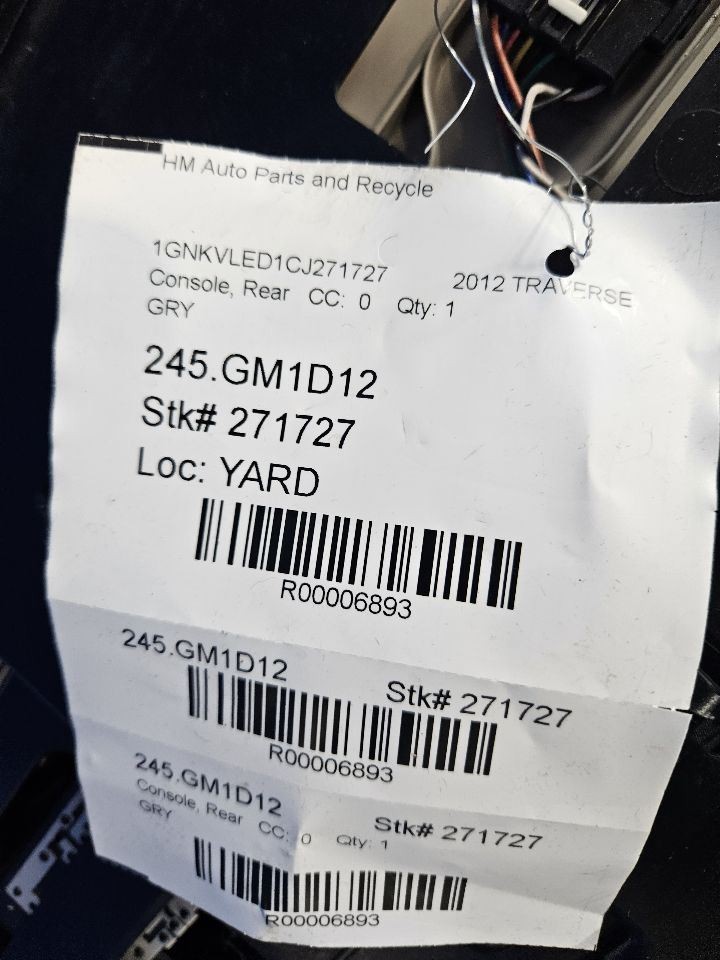 HM Auto Parts and Recycle
1GNKVLED1CJ271727 2012 TRAVERSE
Console, Rear CC: 0 Qty: 1
GRY
245.GM1D12
Stk# 271727
Loc: YARD
R00006893
245.GM1D12 Stk# 271727
R00006893
245.GM1D12 Stk# 271727
Console, Rear CC: 0 Qty: 1
GRY
R00006893